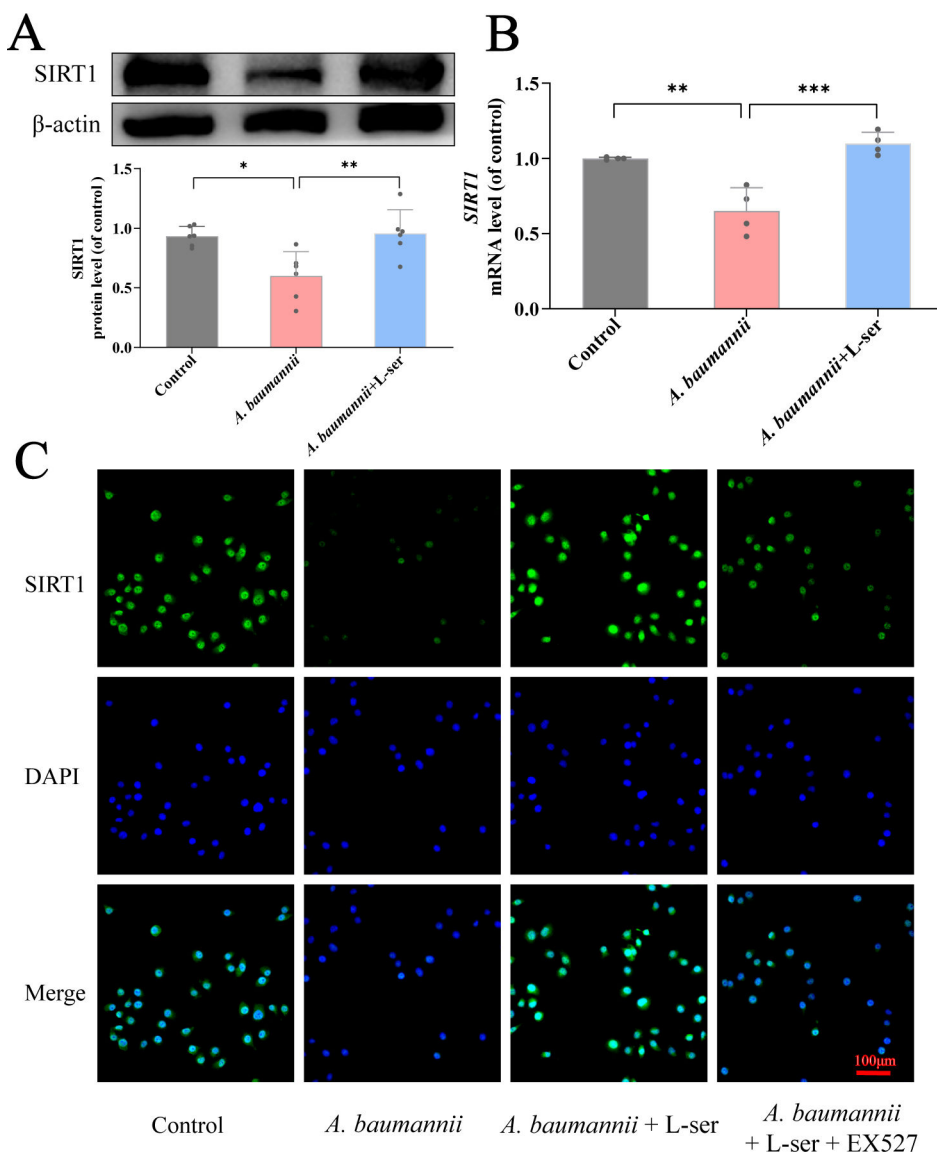 A
SIRT1
β-actin
1.5
1.0
0.5
0.0
SIRT1
protein level (of control )
*
**
Control
A. baumannii
A. baumannii+L-ser
B
1.5
1.0
0.5
0.0
SIRT1
mRNA level (of control)
**
***
Control
A. baumannii
A. baumannii+L-ser
C
SIRT1
DAPI
Merge
100μm
Control
A. baumannii
A. baumannii + L-ser
A. baumannii
+ L-ser + EX527